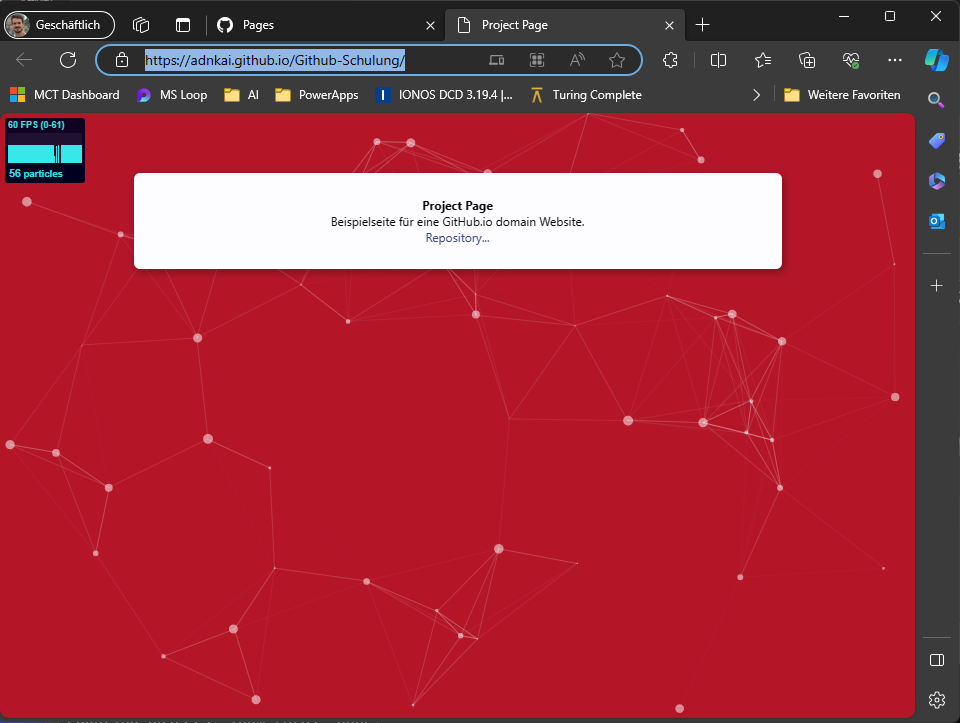 Geschäftlich
Pages
Project Page
https://adnkai.github.io/Github-Schulung/
MCT Dashboard
MS Loop
AI
PowerApps
IONOS DCD 3.19.4 |...
Turing Complete
Weitere Favoriten
60 FPS (0-61)
56 particles
Project Page
Beispielseite für eine GitHub.io domain Website.
Repository...